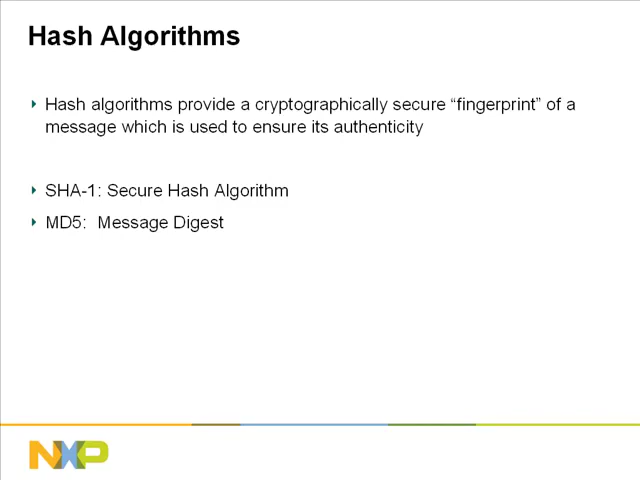 Hash Algorithms
Hash algorithms provide a cryptographically secure “fingerprint” of a
message which is used to ensure its authenticity
SHA-1: Secure Hash Algorithm
MD5:  Message Digest
NXP